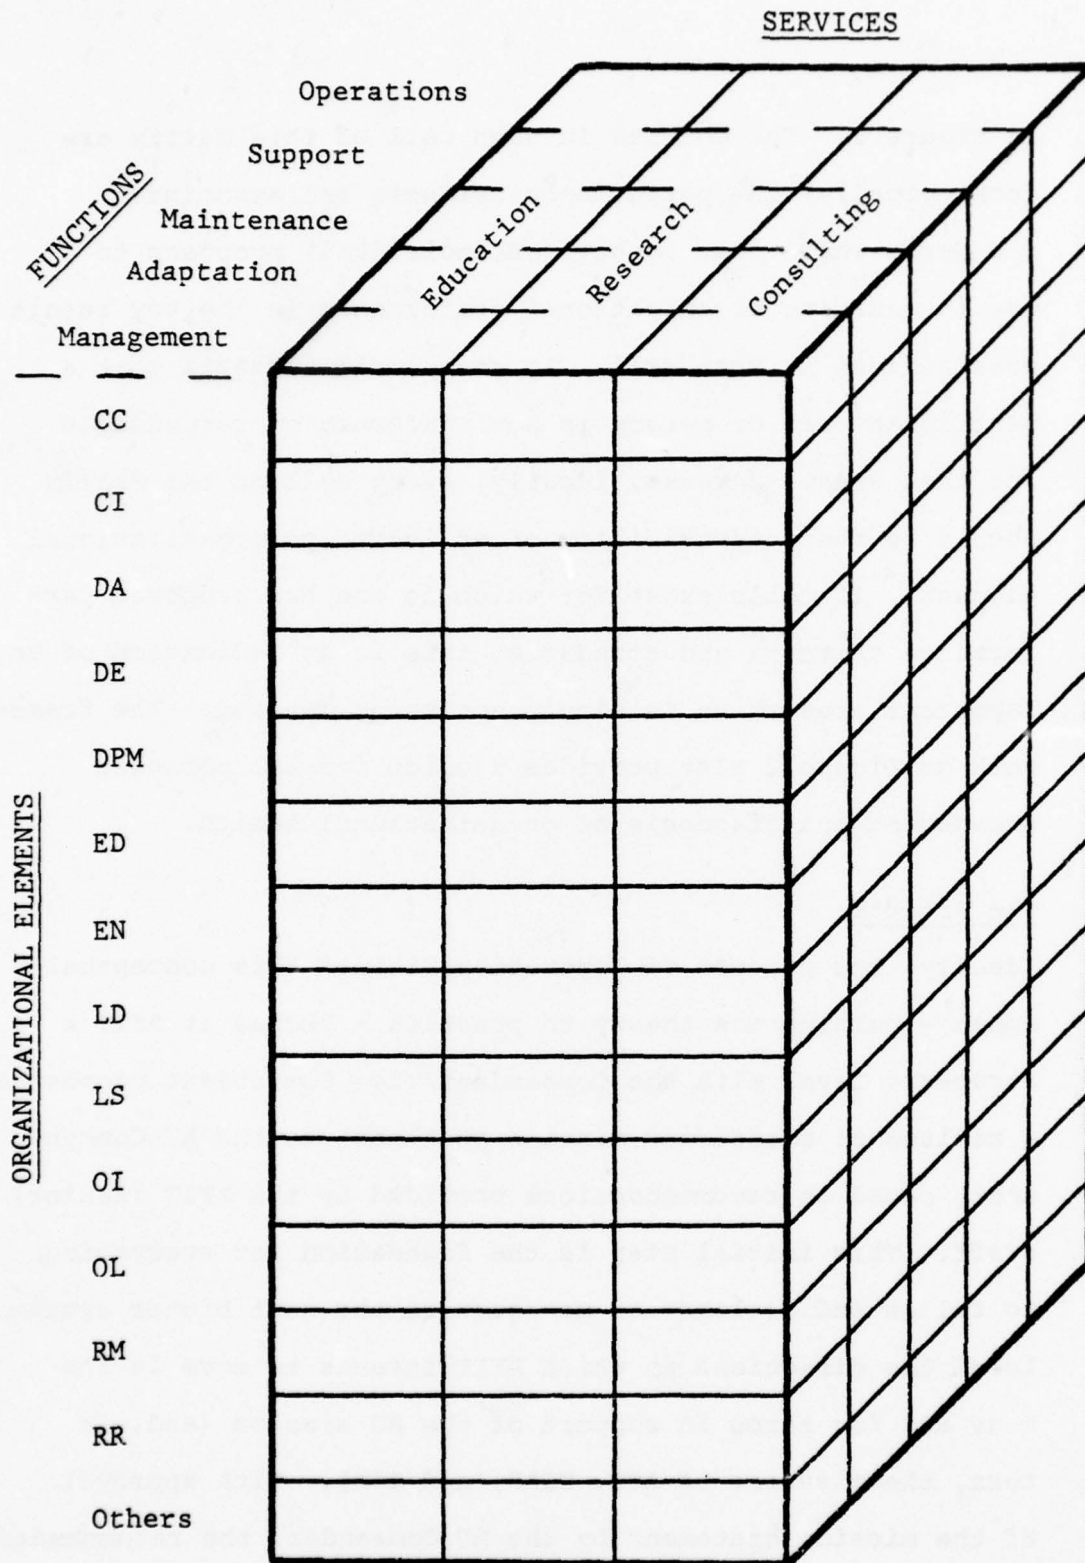 SERVICES
Operations
Support
Maintenance
Adaptation
Management
FUNCTIONS
Education
Research
Consulting
CC
CI
DA
DE
DPM
ED
EN
LD
LS
OI
OL
RM
RR
Others
ORGANIZATIONAL ELEMENTS